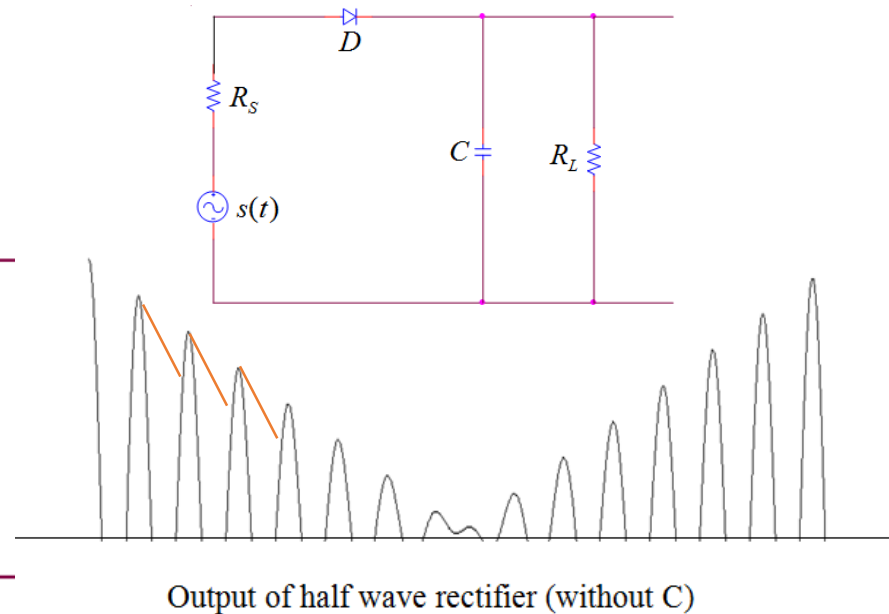 D
R_S
C
R_L
s(t)
Output of half wave rectifier (without C)